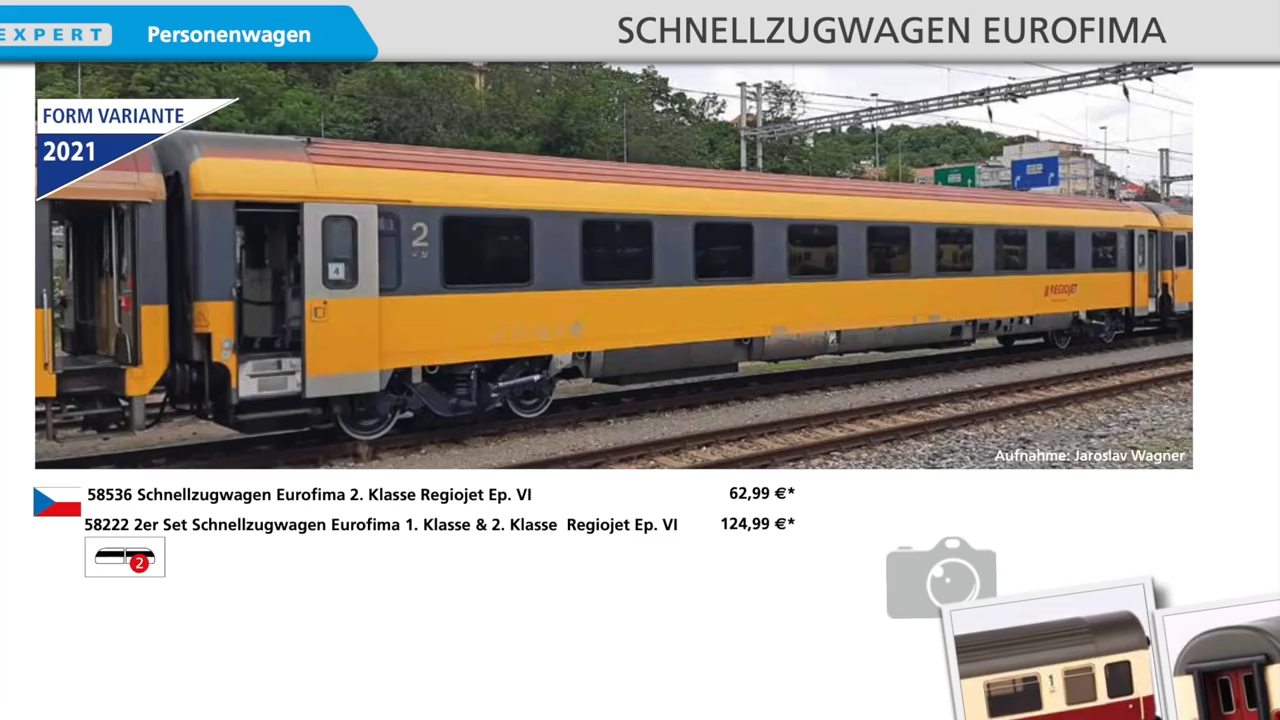 EXPERT
Personenwagen
SCHNELLZUGWAGEN EUROFIMA
FORM VARIANTE
2021
2
4
REGIOJET
Aufnahme: Jaroslav Wagner
58536 Schnellzugwagen Eurofima 2. Klasse Regiojet Ep. VI 62,99 €*
58222 2er Set Schnellzugwagen Eurofima 1. Klasse & 2. Klasse Regiojet Ep. VI 124,99 €*
2
1